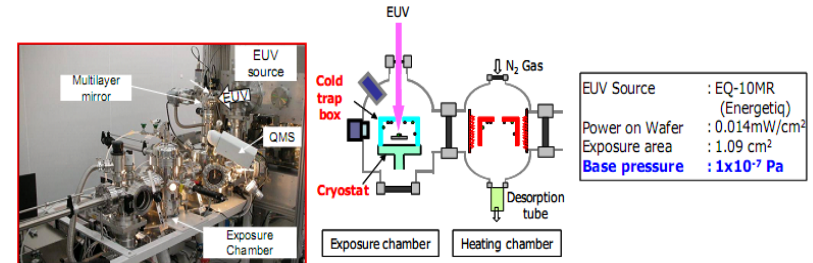 EUV
source
Multilayer
mirror
EUV
QMS
Exposure
Chamber
EUV
Cold
trap
box
Cryostat
N2 Gas
Desorption
tube
Exposure chamber
Heating chamber
EUV Source : EQ-10MR
(Energetiq)
Power on Wafer : 0.014mW/cm²
Exposure area : 1.09 cm²
Base pressure : 1x10⁻⁷ Pa